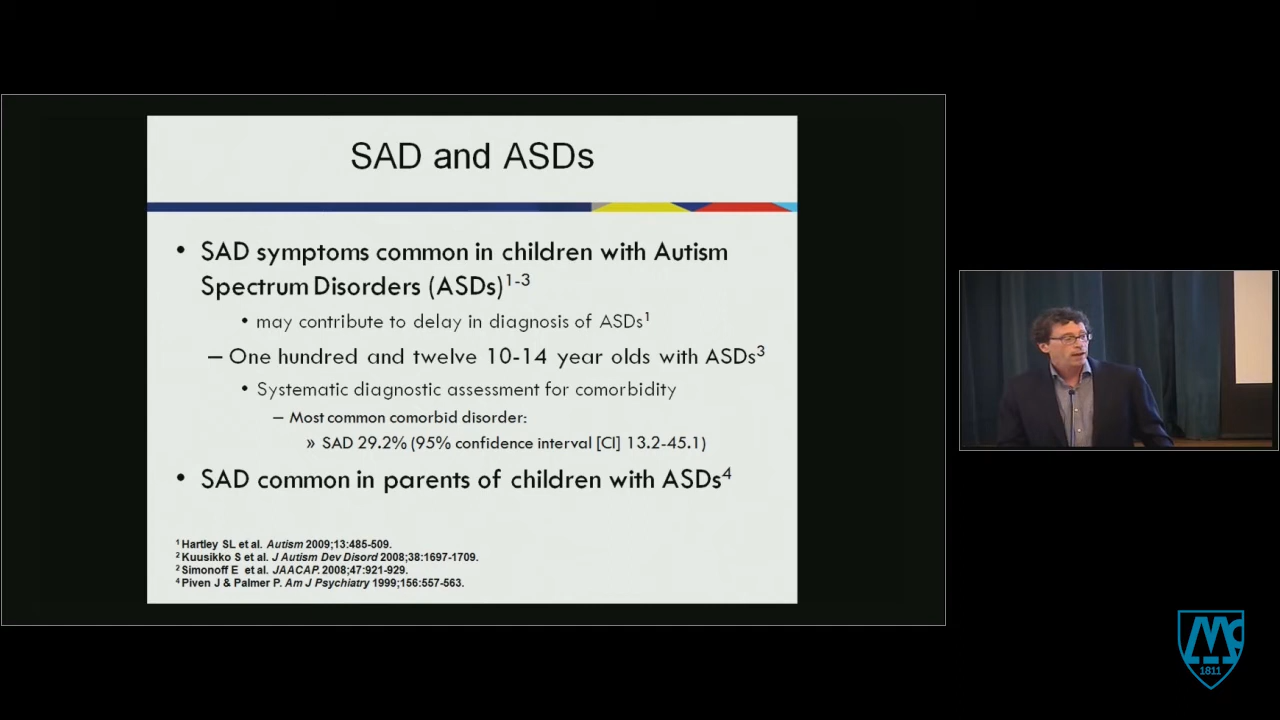 SAD and ASDs
• SAD symptoms common in children with Autism
Spectrum Disorders (ASDs)1-3
• may contribute to delay in diagnosis of ASDs1
– One hundred and twelve 10-14 year olds with ASDs3
• Systematic diagnostic assessment for comorbidity
– Most common comorbid disorder:
» SAD 29.2% (95% confidence interval [CI] 13.2-45.1)
• SAD common in parents of children with ASDs4
1 Hartley SL et al. Autism 2009;13:485-509.
2 Kuusikko S et al. J Autism Dev Disord 2008;38:1697-1709.
2 Simonoff E et al. JAACAP. 2008;47:921-929.
4 Piven J & Palmer P. Am J Psychiatry 1999;156:557-563.
Mc
1811